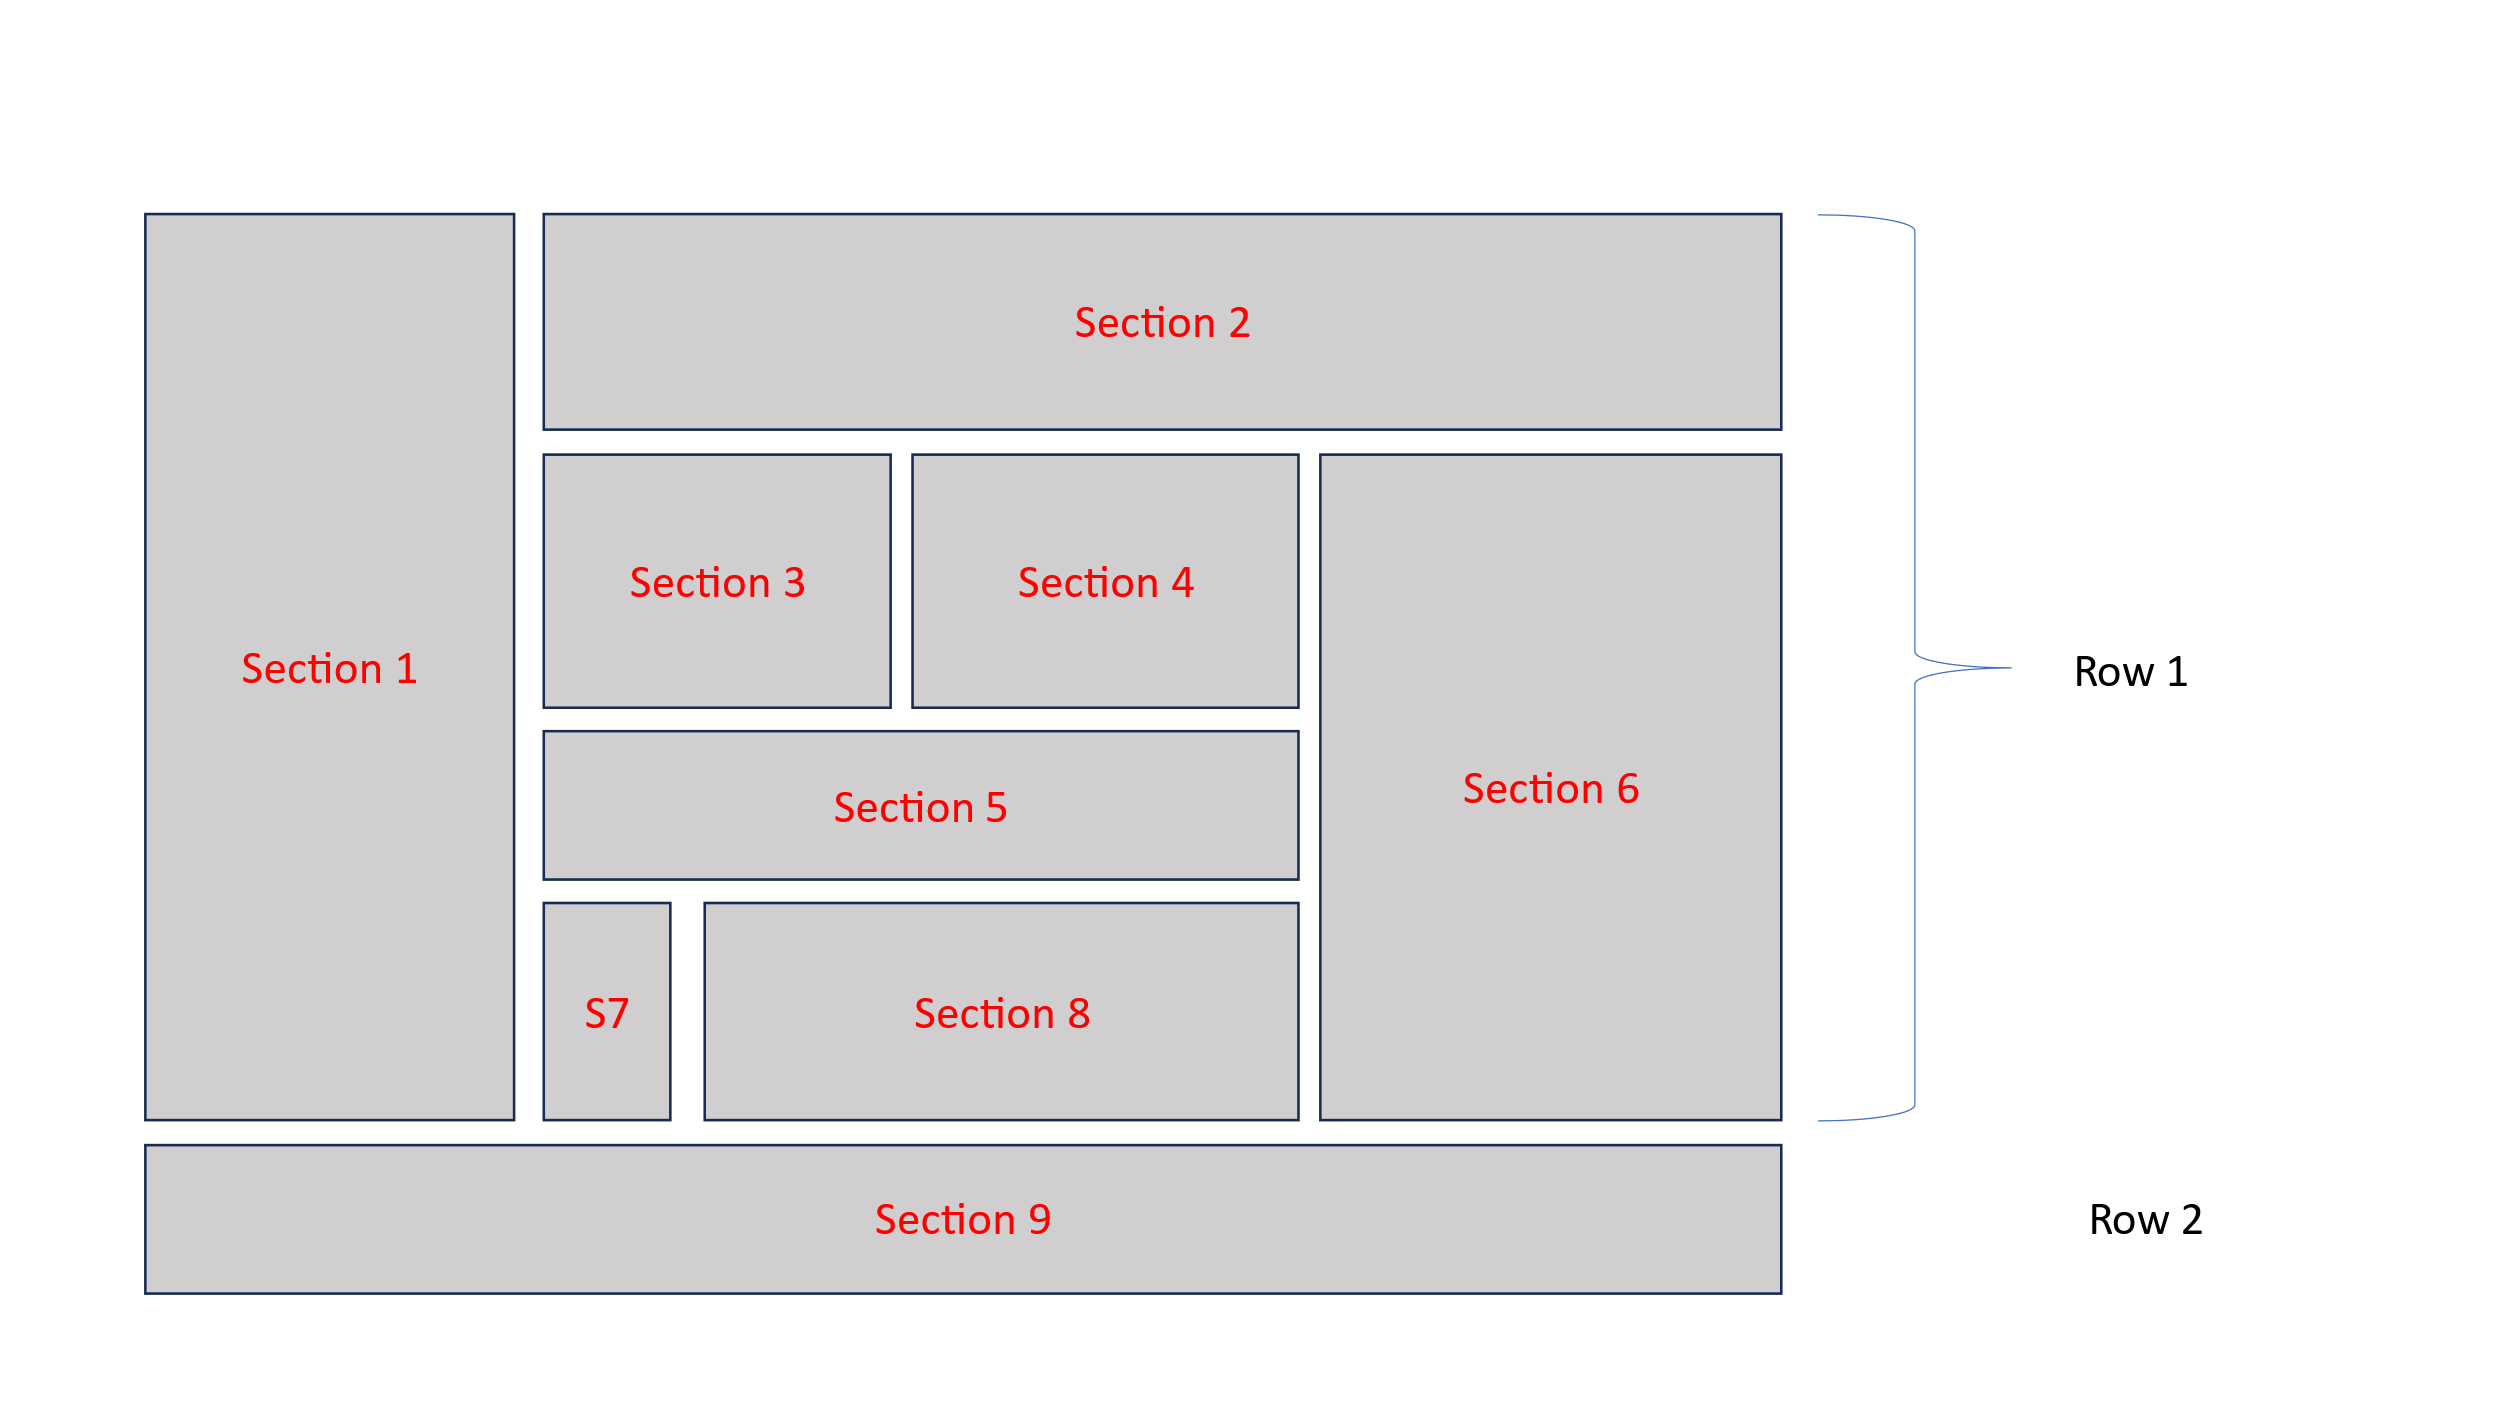 Section 1
Section 2
Section 3
Section 4
Section 5
Section 6
S7
Section 8
Row 1
Section 9
Row 2